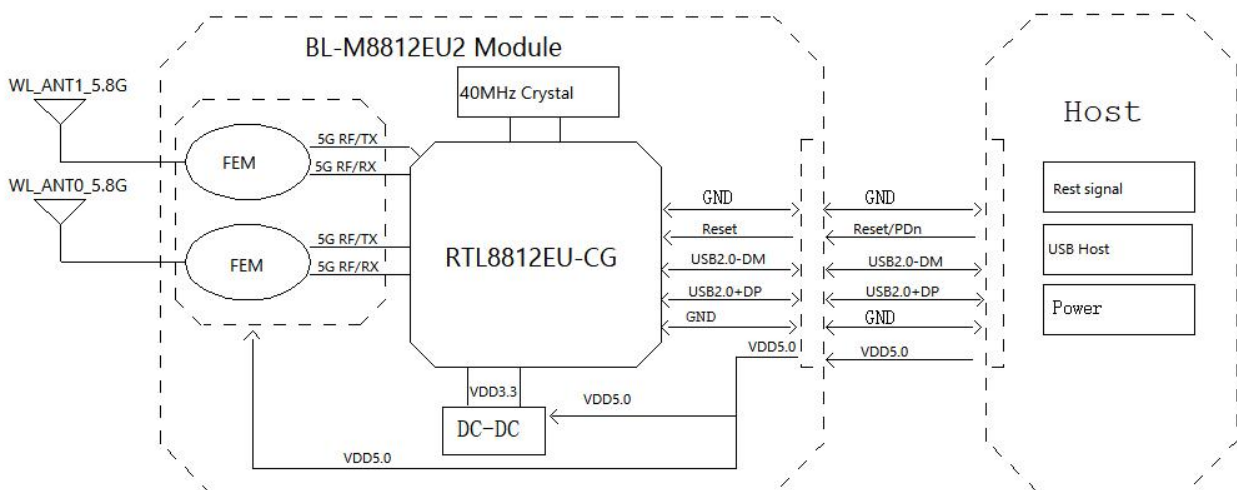 BL-M8812EU2 Module
WL_ANT1_5.8G
40MHz Crystal
Host
5G RF/TX
FEM
5G RF/RX
WL_ANT0_5.8G
Rest signal
GND
GND
Reset
Reset/PDn
5G RF/TX
FEM
5G RF/RX
RTL8812EU-CG
USB2.0-DM
USB2.0-DM
USB Host
USB2.0+DP
USB2.0+DP
Power
GND
GND
VDD5.0
VDD5.0
VDD3.3
VDD5.0
DC-DC
VDD5.0